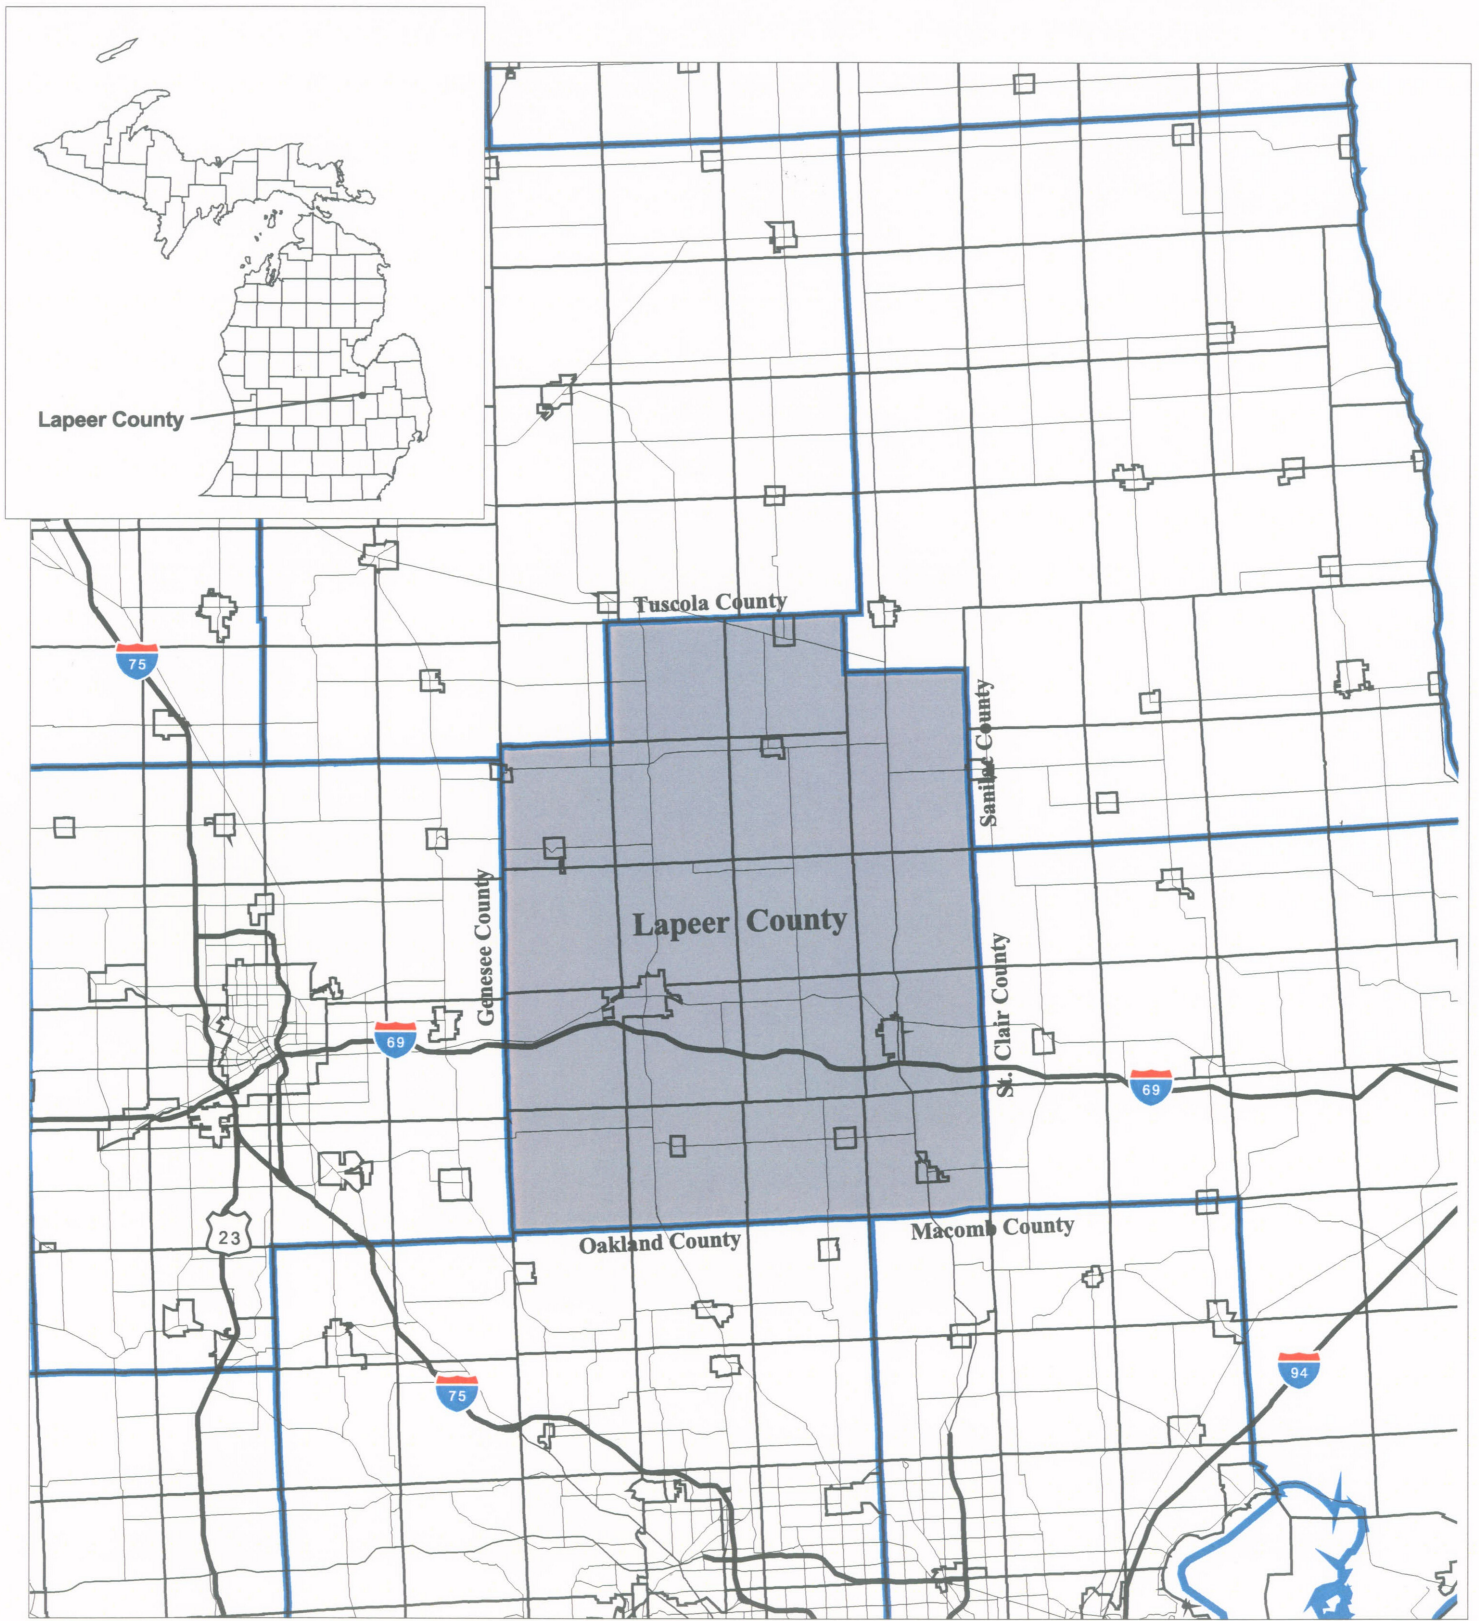 Lapeer County
Tuscola County
75
Sanilac County
Genesee County
Lapeer County
St. Clair County
69
69
23
Oakland County
Macomb County
75
94